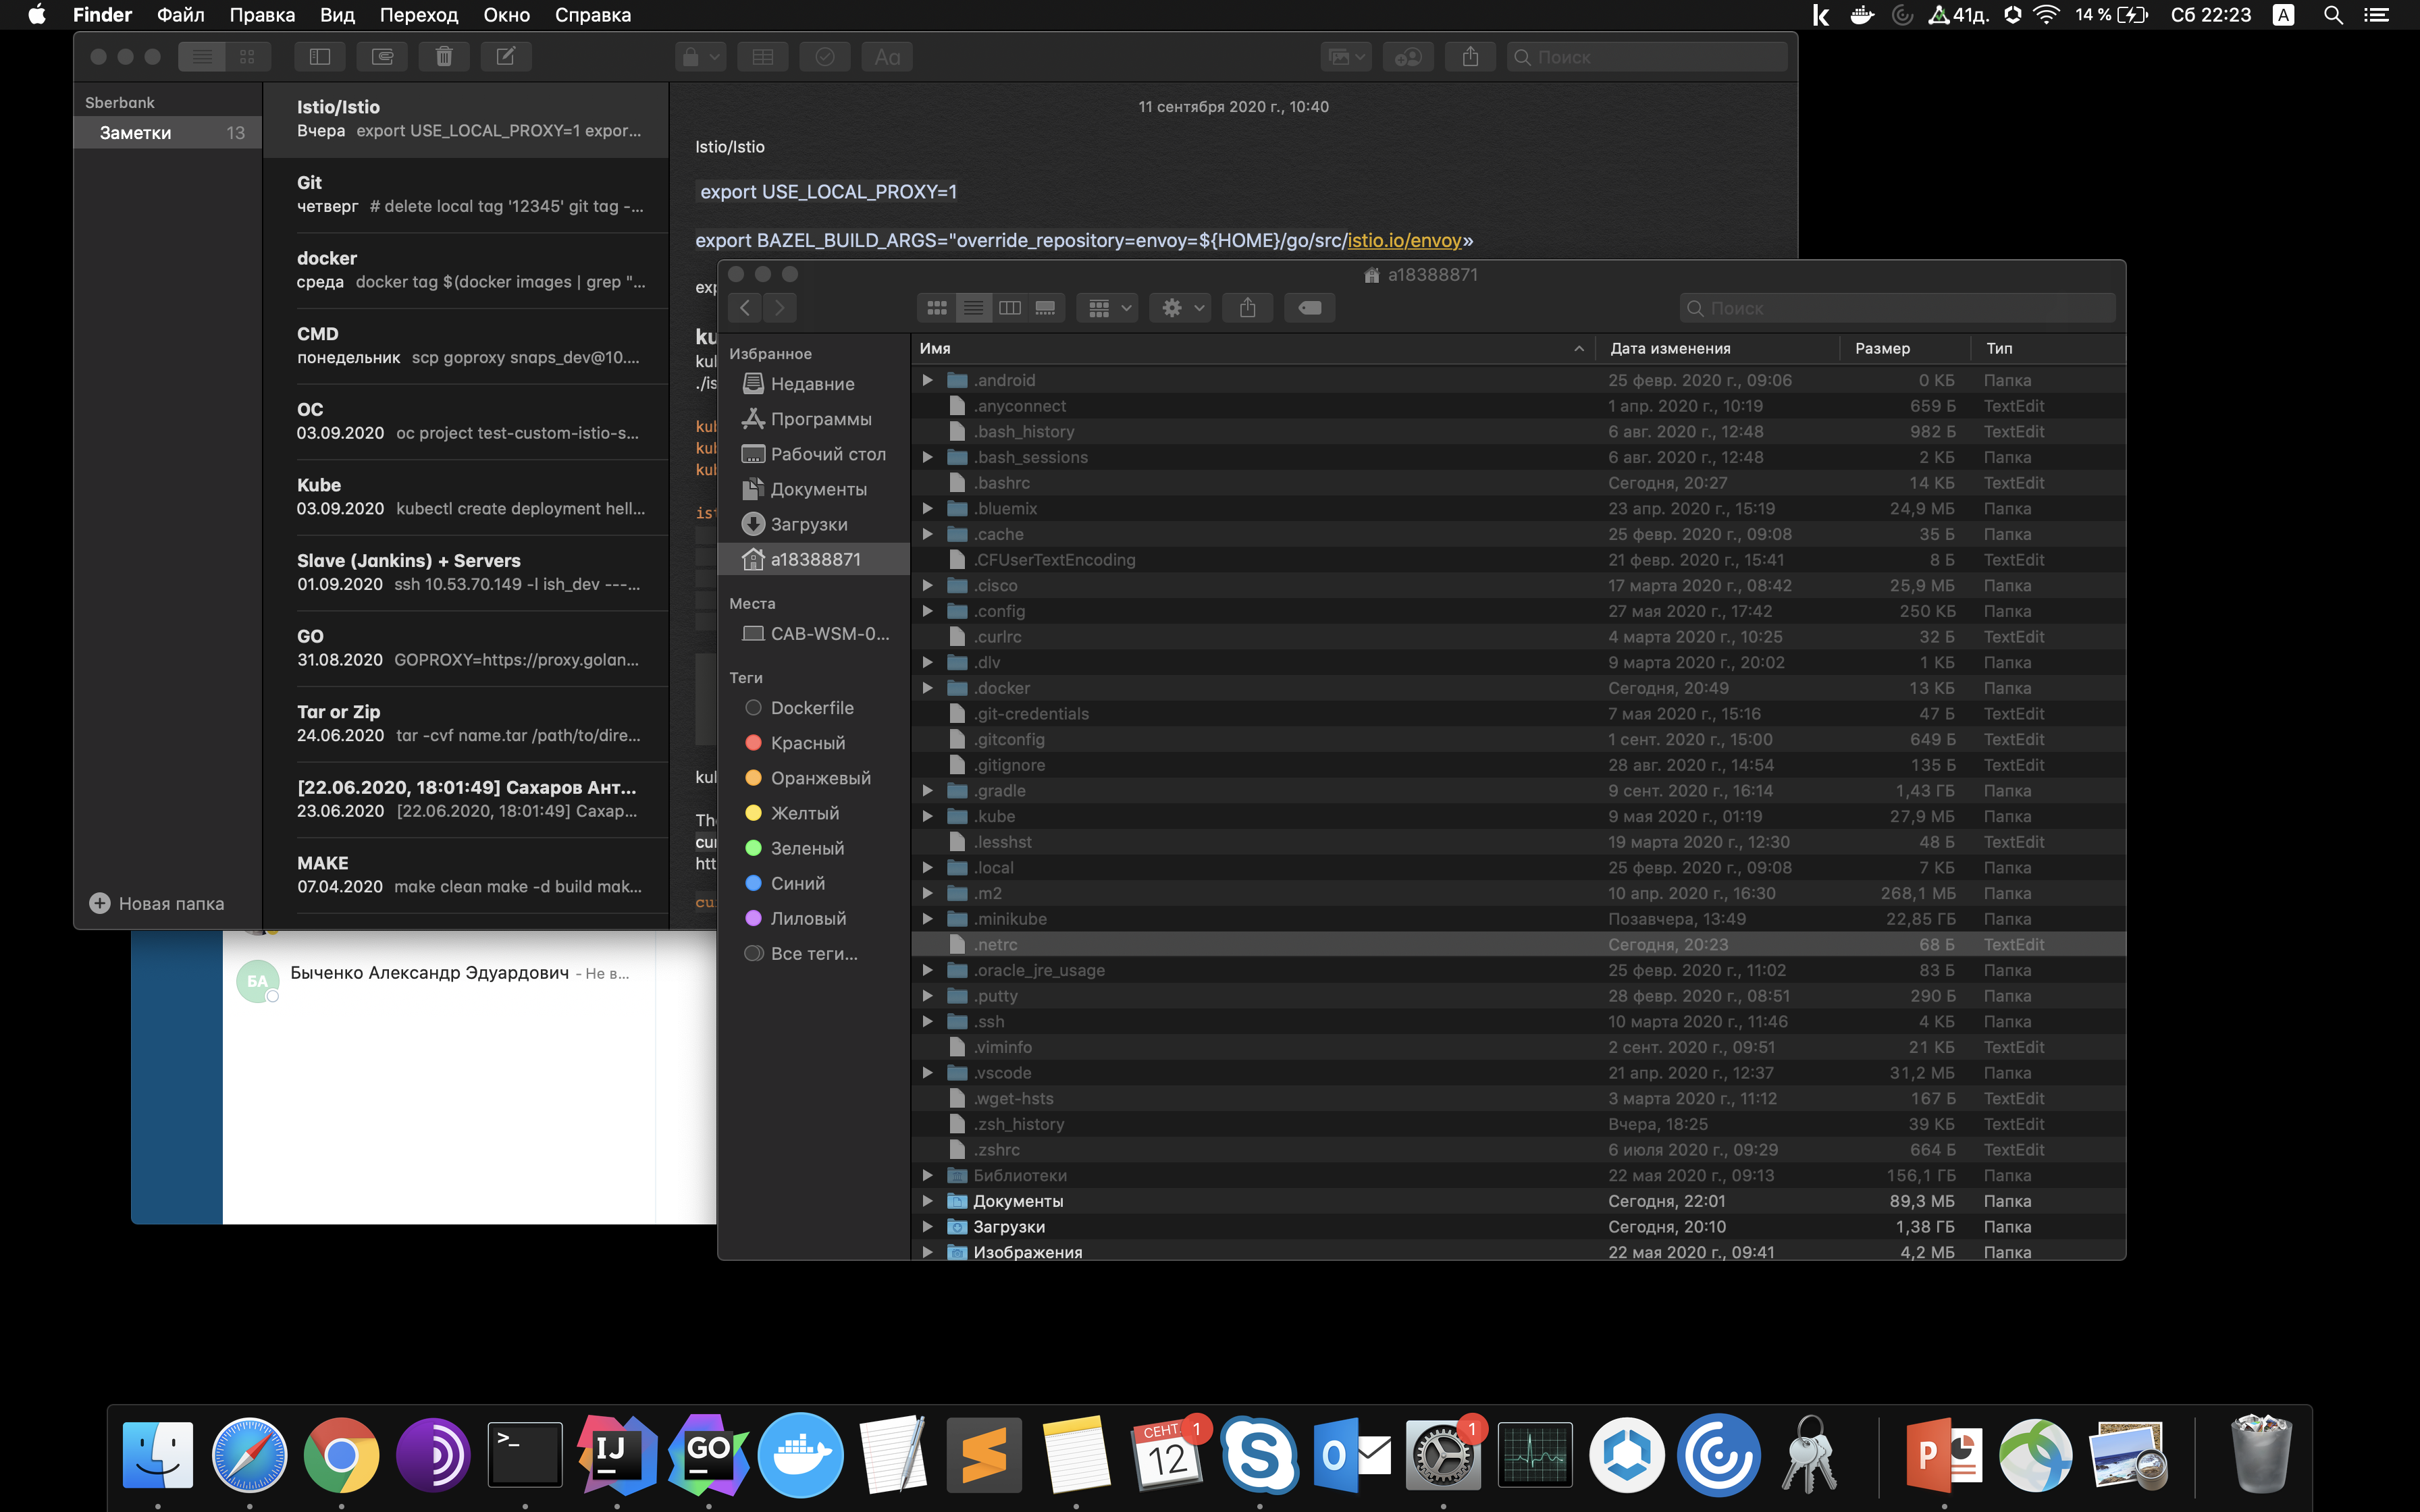 Finder Файл Правка Вид Переход Окно Справка 41д. 14 % Сб 22:23 A
Поиск
Sberbank
Заметки 13
Новая папка
Istio/Istio
Вчера export USE_LOCAL_PROXY=1 expor...
Git
четверг # delete local tag '12345' git tag -...
docker
среда docker tag $(docker images | grep "...
CMD
понедельник scp goproxy snaps_dev@10....
OC
03.09.2020 oc project test-custom-istio-s...
Kube
03.09.2020 kubectl create deployment hell...
Slave (Jankins) + Servers
01.09.2020 ssh 10.53.70.149 -l ish_dev ---...
GO
31.08.2020 GOPROXY=https://proxy.golan...
Tar or Zip
24.06.2020 tar -cvf name.tar /path/to/dire...
[22.06.2020, 18:01:49] Сахаров Ант...
23.06.2020 [22.06.2020, 18:01:49] Сахар...
MAKE
07.04.2020 make clean make -d build mak...
11 сентября 2020 г., 10:40
Istio/Istio
export USE_LOCAL_PROXY=1
export BAZEL_BUILD_ARGS="override_repository=envoy=${HOME}/go/src/istio.io/envoy»
БА Быченко Александр Эдуардович - Не в...
a18388871
Поиск
Избранное
Недавние
Программы
Рабочий стол
Документы
Загрузки
a18388871
Места
CAB-WSM-0...
Теги
Dockerfile
Красный
Оранжевый
Желтый
Зеленый
Синий
Лиловый
Все теги...
Имя Дата изменения Размер Тип
.android 25 февр. 2020 г., 09:06 0 КБ Папка
.anyconnect 1 апр. 2020 г., 10:19 659 Б TextEdit
.bash_history 6 авг. 2020 г., 12:48 982 Б TextEdit
.bash_sessions 6 авг. 2020 г., 12:48 2 КБ Папка
.bashrc Сегодня, 20:27 14 КБ TextEdit
.bluemix 23 апр. 2020 г., 15:19 24,9 МБ Папка
.cache 25 февр. 2020 г., 09:08 35 Б Папка
.CFUserTextEncoding 21 февр. 2020 г., 15:41 8 Б TextEdit
.cisco 17 марта 2020 г., 08:42 25,9 МБ Папка
.config 27 мая 2020 г., 17:42 250 КБ Папка
.curlrc 4 марта 2020 г., 10:25 32 Б TextEdit
.dlv 9 марта 2020 г., 20:02 1 КБ Папка
.docker Сегодня, 20:49 13 КБ Папка
.git-credentials 7 мая 2020 г., 15:16 47 Б TextEdit
.gitconfig 1 сент. 2020 г., 15:00 649 Б TextEdit
.gitignore 28 авг. 2020 г., 14:54 135 Б TextEdit
.gradle 9 сент. 2020 г., 16:14 1,43 ГБ Папка
.kube 9 мая 2020 г., 01:19 27,9 МБ Папка
.lesshst 19 марта 2020 г., 12:30 48 Б TextEdit
.local 25 февр. 2020 г., 09:08 7 КБ Папка
.m2 10 апр. 2020 г., 16:30 268,1 МБ Папка
.minikube Позавчера, 13:49 22,85 ГБ Папка
.netrc Сегодня, 20:23 68 Б TextEdit
.oracle_jre_usage 25 февр. 2020 г., 11:02 83 Б Папка
.putty 28 февр. 2020 г., 08:51 290 Б Папка
.ssh 10 марта 2020 г., 11:46 4 КБ Папка
.viminfo 2 сент. 2020 г., 09:51 21 КБ TextEdit
.vscode 21 апр. 2020 г., 12:37 31,2 МБ Папка
.wget-hsts 3 марта 2020 г., 11:12 167 Б TextEdit
.zsh_history Вчера, 18:25 39 КБ TextEdit
.zshrc 6 июля 2020 г., 09:29 664 Б TextEdit
Библиотеки 22 мая 2020 г., 09:13 156,1 ГБ Папка
Документы Сегодня, 22:01 89,3 МБ Папка
Загрузки Сегодня, 20:10 1,38 ГБ Папка
Изображения 22 мая 2020 г., 09:41 4,2 МБ Папка
>_ IJ GO СЕНТ. 12 1 S O 1 P